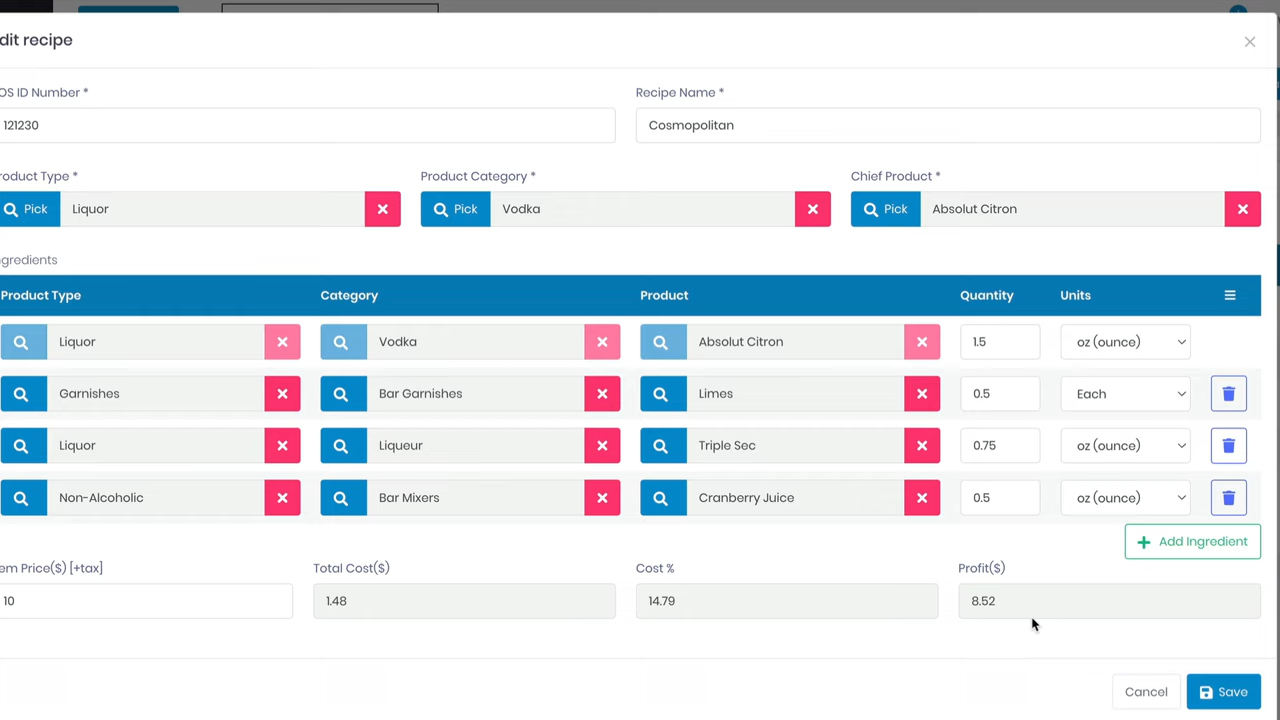 dit recipe
OS ID Number *
Recipe Name *
121230
Cosmopolitan
roduct Type *
Product Category *
Chief Product *
Pick
Liquor
Pick
Vodka
Pick
Absolut Citron
gredients
Product Type
Category
Product
Quantity
Units
Liquor
Vodka
Absolut Citron
1.5
oz (ounce)
Garnishes
Bar Garnishes
Limes
0.5
Each
Liquor
Liqueur
Triple Sec
0.75
oz (ounce)
Non-Alcoholic
Bar Mixers
Cranberry Juice
0.5
oz (ounce)
Add Ingredient
em Price($) [+tax]
Total Cost($)
Cost %
Profit($)
10
1.48
14.79
8.52
Cancel
Save